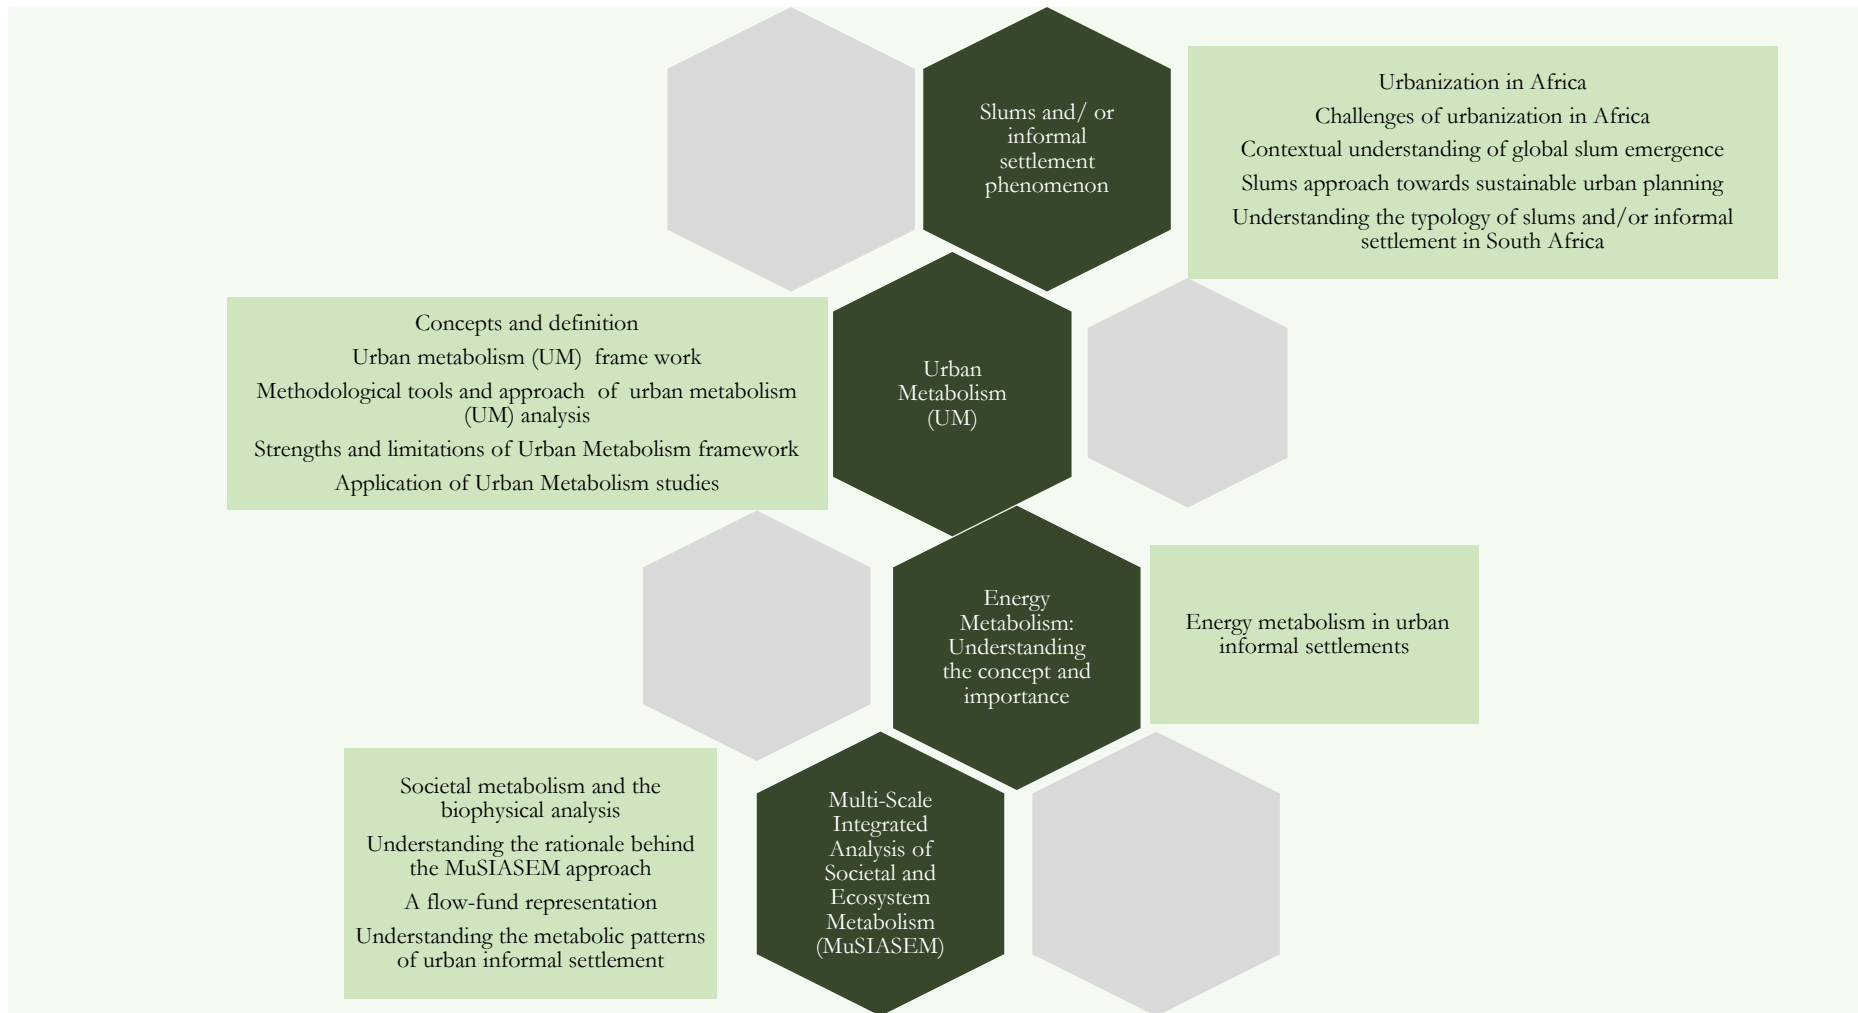 Slums and/ or
informal
settlement
phenomenon
Urbanization in Africa
Challenges of urbanization in Africa
Contextual understanding of global slum emergence
Slums approach towards sustainable urban planning
Understanding the typology of slums and/or informal
settlement in South Africa
Concepts and definition
Urban metabolism (UM)  frame work
Methodological tools and approach  of  urban metabolism
(UM) analysis
Strengths and limitations of Urban Metabolism framework
Application of Urban Metabolism studies
Urban
Metabolism
(UM)
Energy
Metabolism:
Understanding
the concept and
importance
Energy metabolism in urban
informal settlements
Societal metabolism and the
biophysical analysis
Understanding the rationale behind
the MuSIASEM approach
A flow-fund representation
Understanding the metabolic patterns
of urban informal settlement
Multi-Scale
Integrated
Analysis of
Societal and
Ecosystem
Metabolism
(MuSIASEM)